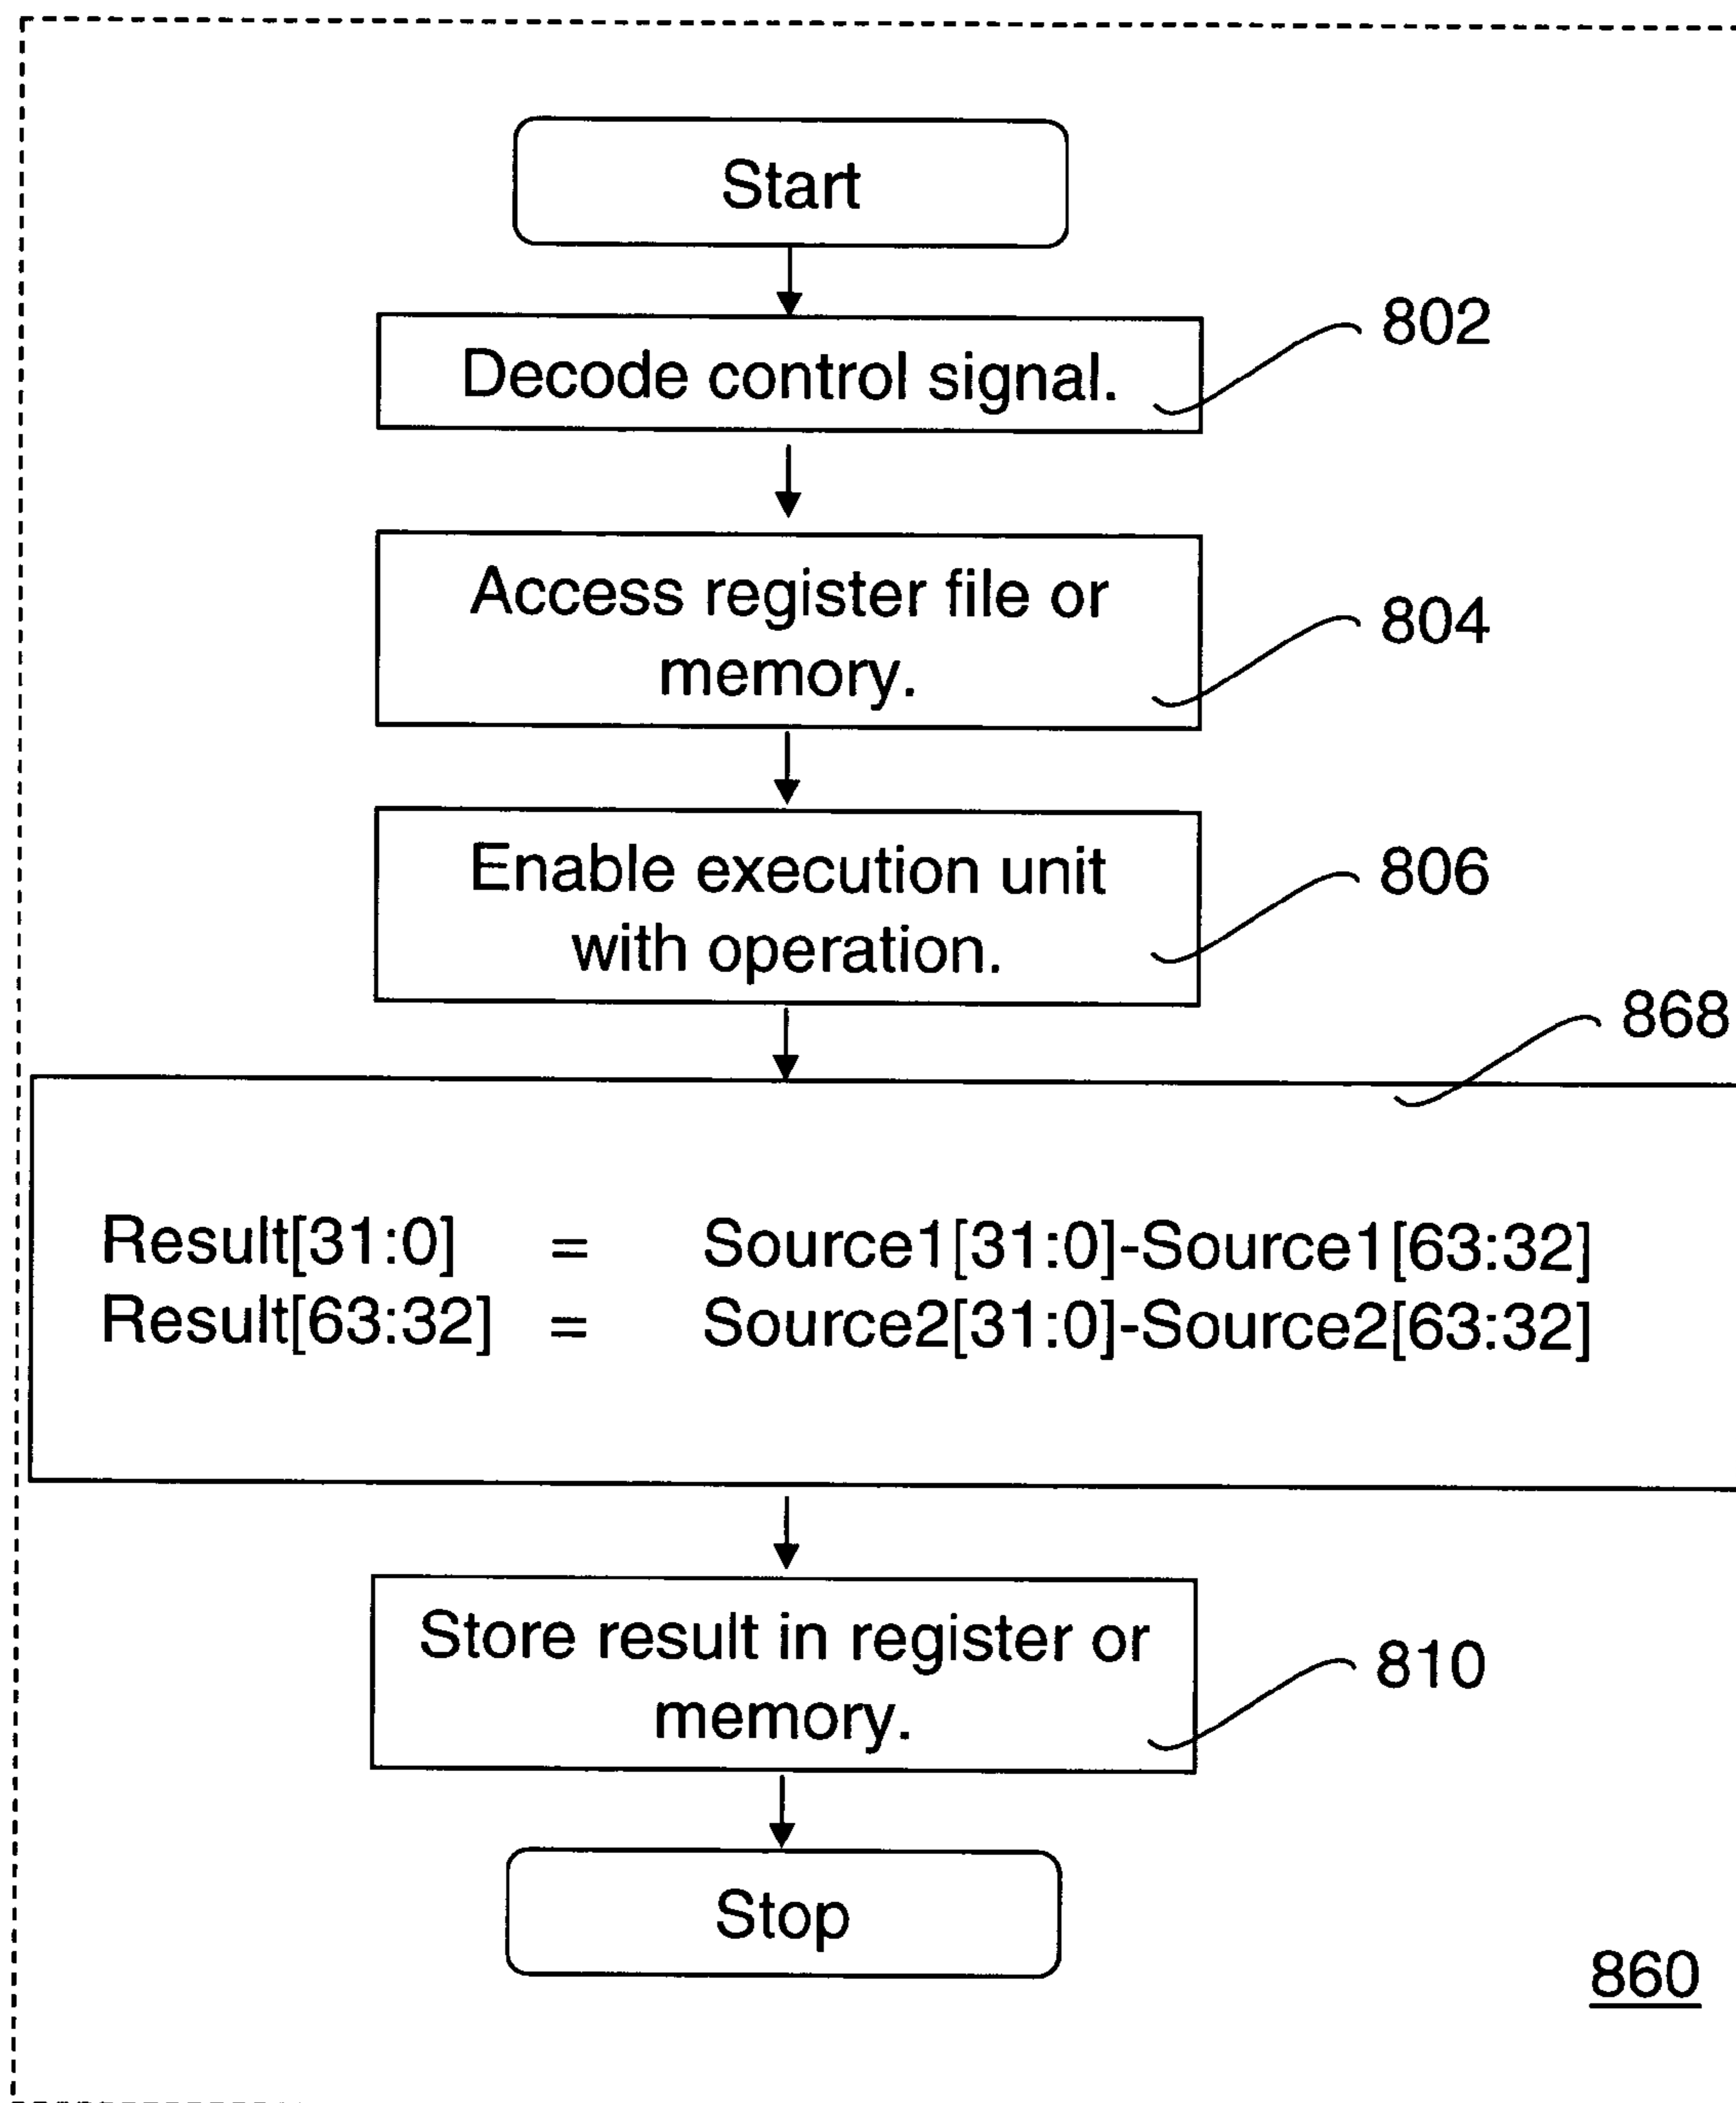 Start
Decode control signal.
802
Access register file or
memory.
804
Enable execution unit
with operation.
806
868
Result[31:0] = Source1[31:0]-Source1[63:32]
Result[63:32] = Source2[31:0]-Source2[63:32]
Store result in register or
memory.
810
Stop
860